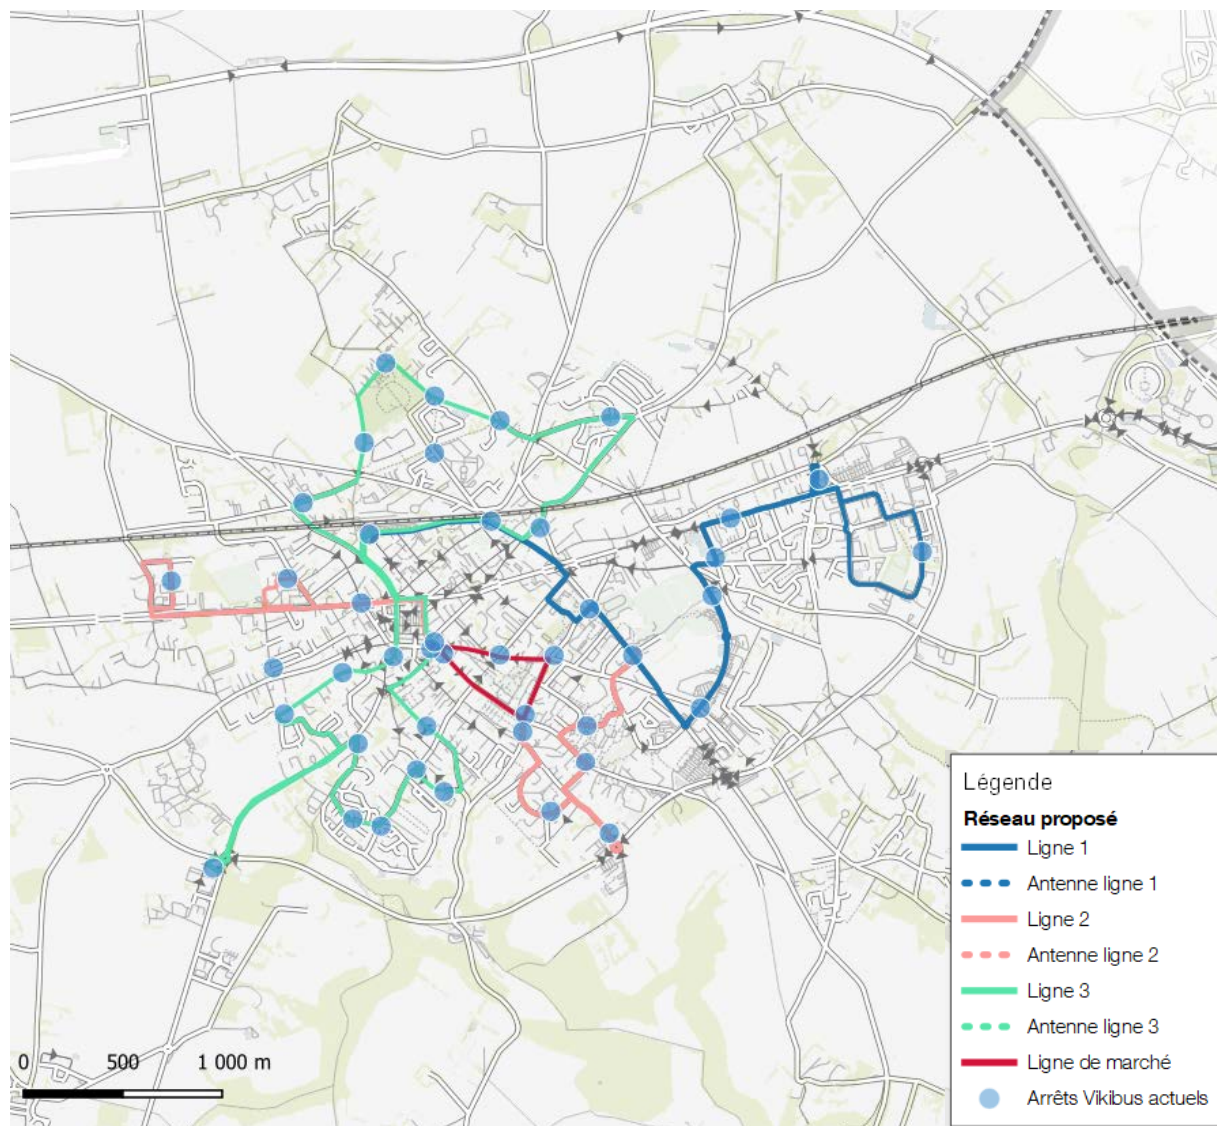 Légende
Réseau proposé
Ligne 1
Antenne ligne 1
Ligne 2
Antenne ligne 2
Ligne 3
Antenne ligne 3
Ligne de marché
Arrêts Vikibus actuels
0 500 1 000 m